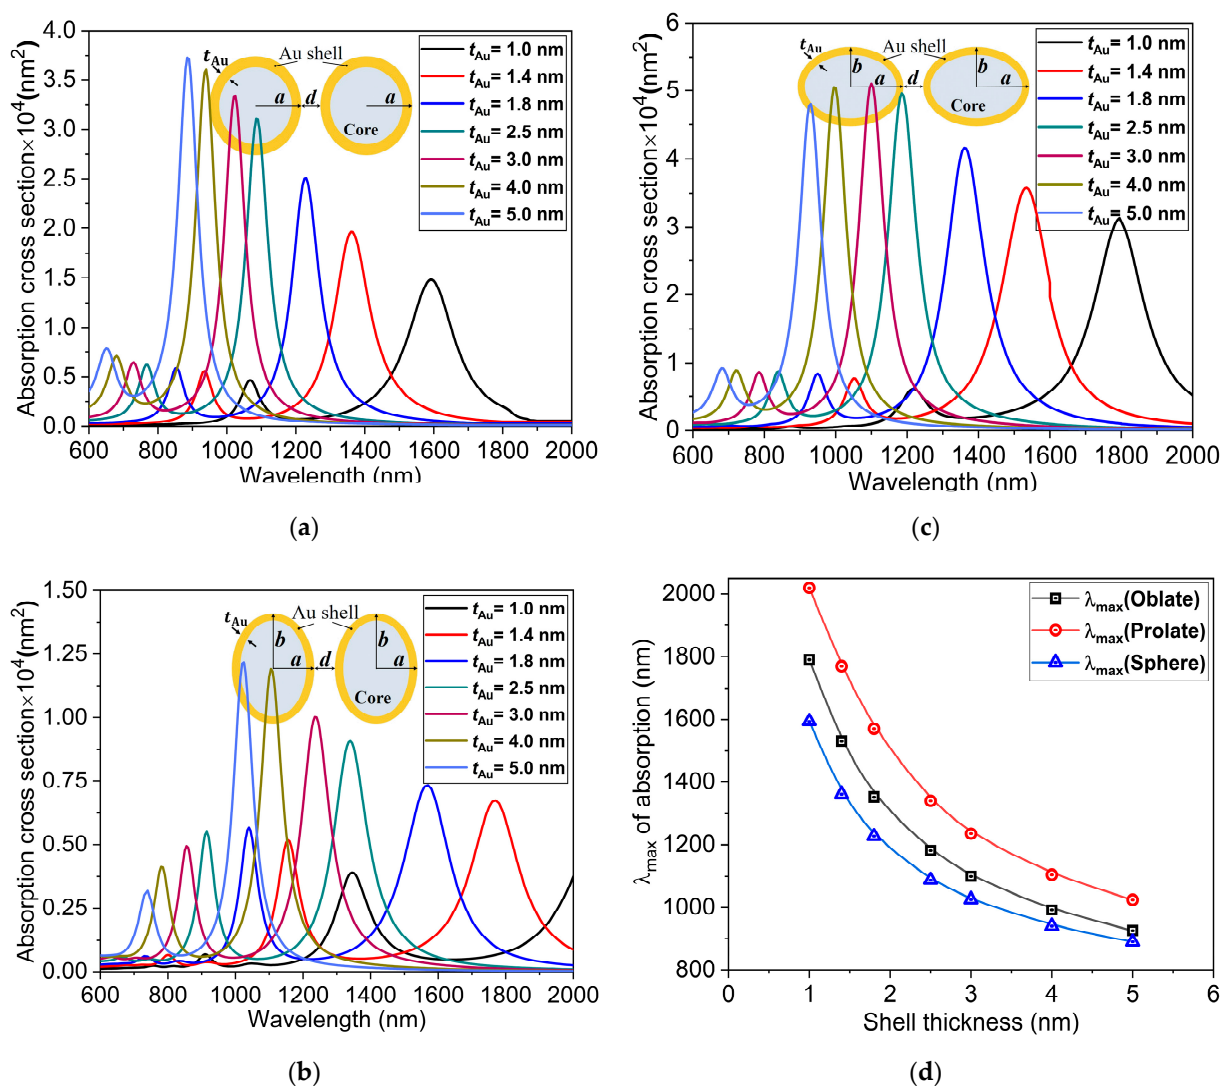 4.0
3.5
3.0
2.5
2.0
1.5
1.0
0.5
0.0
Absorption cross section×10⁴(nm²)
600 800 1000 1200 1400 1600 1800 2000
Wavelength (nm)
t_Au Au shell
a d a
Core
t_Au= 1.0 nm
t_Au= 1.4 nm
t_Au= 1.8 nm
t_Au= 2.5 nm
t_Au= 3.0 nm
t_Au= 4.0 nm
t_Au= 5.0 nm
(a)
6
5
4
3
2
1
0
Absorption cross section×10⁴(nm²)
600 800 1000 1200 1400 1600 1800 2000
Wavelength (nm)
t_Au Au shell
b b
a d a
Core
t_Au= 1.0 nm
t_Au= 1.4 nm
t_Au= 1.8 nm
t_Au= 2.5 nm
t_Au= 3.0 nm
t_Au= 4.0 nm
t_Au= 5.0 nm
(c)
1.50
1.25
1.00
0.75
0.50
0.25
0.00
Absorption cross section×10⁴(nm²)
600 800 1000 1200 1400 1600 1800 2000
Wavelength (nm)
t_Au Au shell
b b
a d a
Core
t_Au= 1.0 nm
t_Au= 1.4 nm
t_Au= 1.8 nm
t_Au= 2.5 nm
t_Au= 3.0 nm
t_Au= 4.0 nm
t_Au= 5.0 nm
(b)
2000
1800
1600
1400
1200
1000
800
λmax of absorption (nm)
0 1 2 3 4 5 6
Shell thickness (nm)
λmax(Oblate)
λmax(Prolate)
λmax(Sphere)
(d)